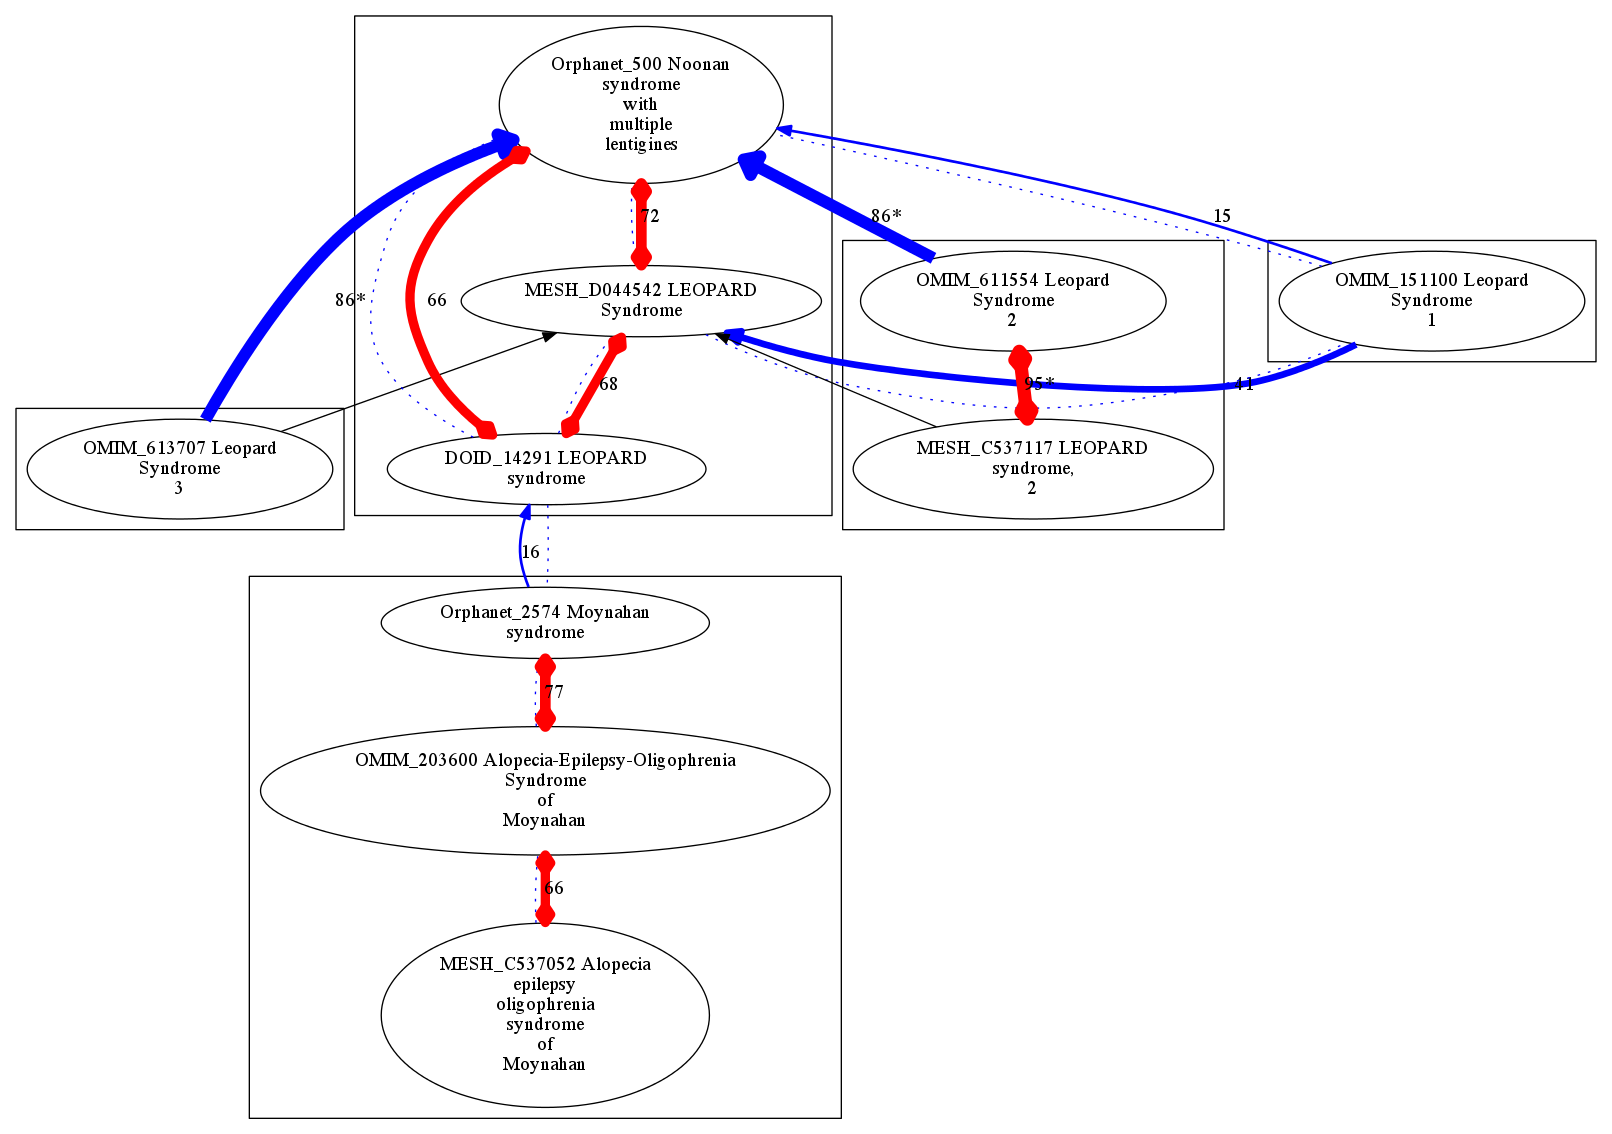 Orphanet_500 Noonan
syndrome
with
multiple
lentigines
72
86*
15
MESH_D044542 LEOPARD
Syndrome
OMIM_611554 Leopard
Syndrome
2
OMIM_151100 Leopard
Syndrome
1
86*
66
68
95*
41
OMIM_613707 Leopard
Syndrome
3
DOID_14291 LEOPARD
syndrome
MESH_C537117 LEOPARD
syndrome,
2
16
Orphanet_2574 Moynahan
syndrome
77
OMIM_203600 Alopecia-Epilepsy-Oligophrenia
Syndrome
of
Moynahan
66
MESH_C537052 Alopecia
epilepsy
oligophrenia
syndrome
of
Moynahan